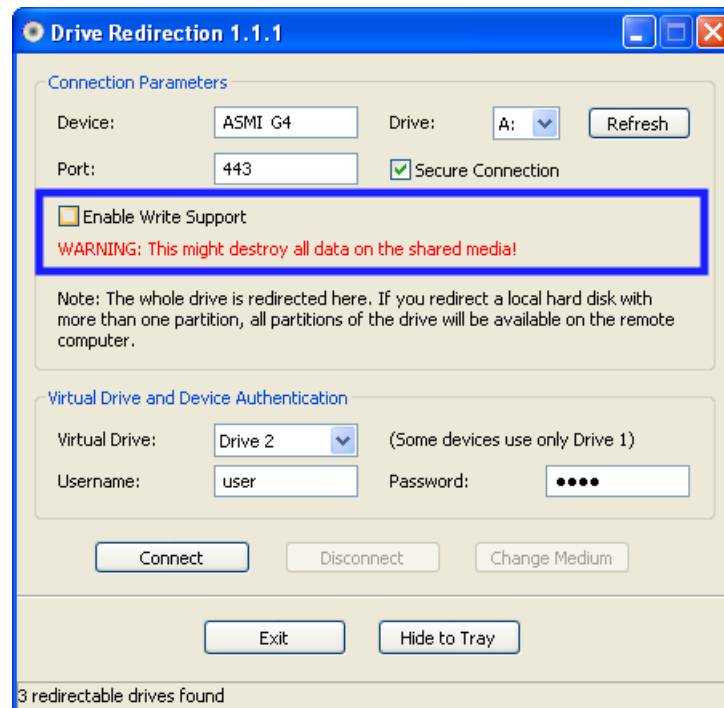 Drive Redirection 1.1.1
Connection Parameters
Device: ASMI G4 Drive: A: Refresh
Port: 443 Secure Connection
Enable Write Support
WARNING: This might destroy all data on the shared media!
Note: The whole drive is redirected here. If you redirect a local hard disk with
more than one partition, all partitions of the drive will be available on the remote
computer.
Virtual Drive and Device Authentication
Virtual Drive: Drive 2 (Some devices use only Drive 1)
Username: user Password: ●●●●
Connect Disconnect Change Medium
Exit Hide to Tray
3 redirectable drives found